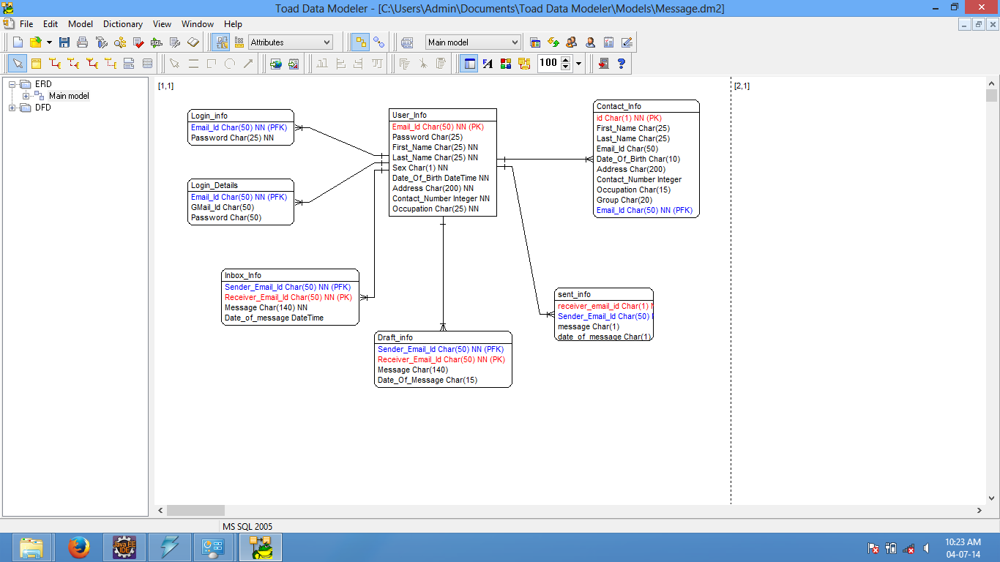 Toad Data Modeler - [C:\Users\Admin\Documents\Toad Data Modeler\Models\Message.dm2]
File Edit Model Dictionary View Window Help
Attributes
Main model
100
ERD
Main model
DFD
[1,1]
[2,1]
Login_info
Email_Id Char(50) NN (PFK)
Password Char(25) NN
User_Info
Email_Id Char(50) NN (PK)
Password Char(25)
First_Name Char(25) NN
Last_Name Char(25) NN
Sex Char(1) NN
Date_Of_Birth DateTime NN
Address Char(200) NN
Contact_Number Integer NN
Occupation Char(25) NN
Contact_Info
id Char(1) NN (PK)
First_Name Char(25)
Last_Name Char(25)
Email_Id Char(50)
Date_Of_Birth Char(10)
Address Char(200)
Contact_Number Integer
Occupation Char(15)
Group Char(20)
Email_Id Char(50) NN (PFK)
Login_Details
Email_Id Char(50) NN (PFK)
GMail_Id Char(50)
Password Char(50)
Inbox_Info
Sender_Email_Id Char(50) NN (PFK)
Receiver_Email_Id Char(50) NN (PK)
Message Char(140) NN
Date_of_message DateTime
sent_info
receiver_email_id Char(1)
Sender_Email_Id Char(50)
message Char(1)
date_of_message Char(1)
Draft_info
Sender_Email_Id Char(50) NN (PFK)
Receiver_Email_Id Char(50) NN (PK)
Message Char(140)
Date_Of_Message Char(15)
MS SQL 2005
Java EE
IDE
10:23 AM
04-07-14